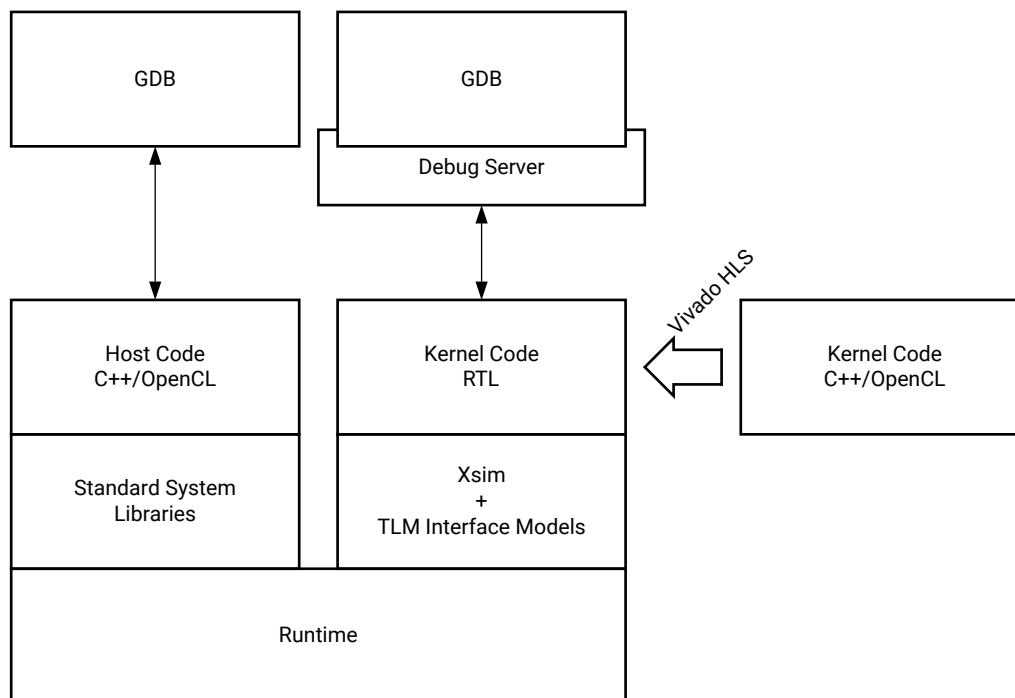 GDB
GDB
Debug Server
Vivado HLS
Host Code
C++/OpenCL
Kernel Code
RTL
Kernel Code
C++/OpenCL
Standard System
Libraries
Xsim
+
TLM Interface Models
Runtime